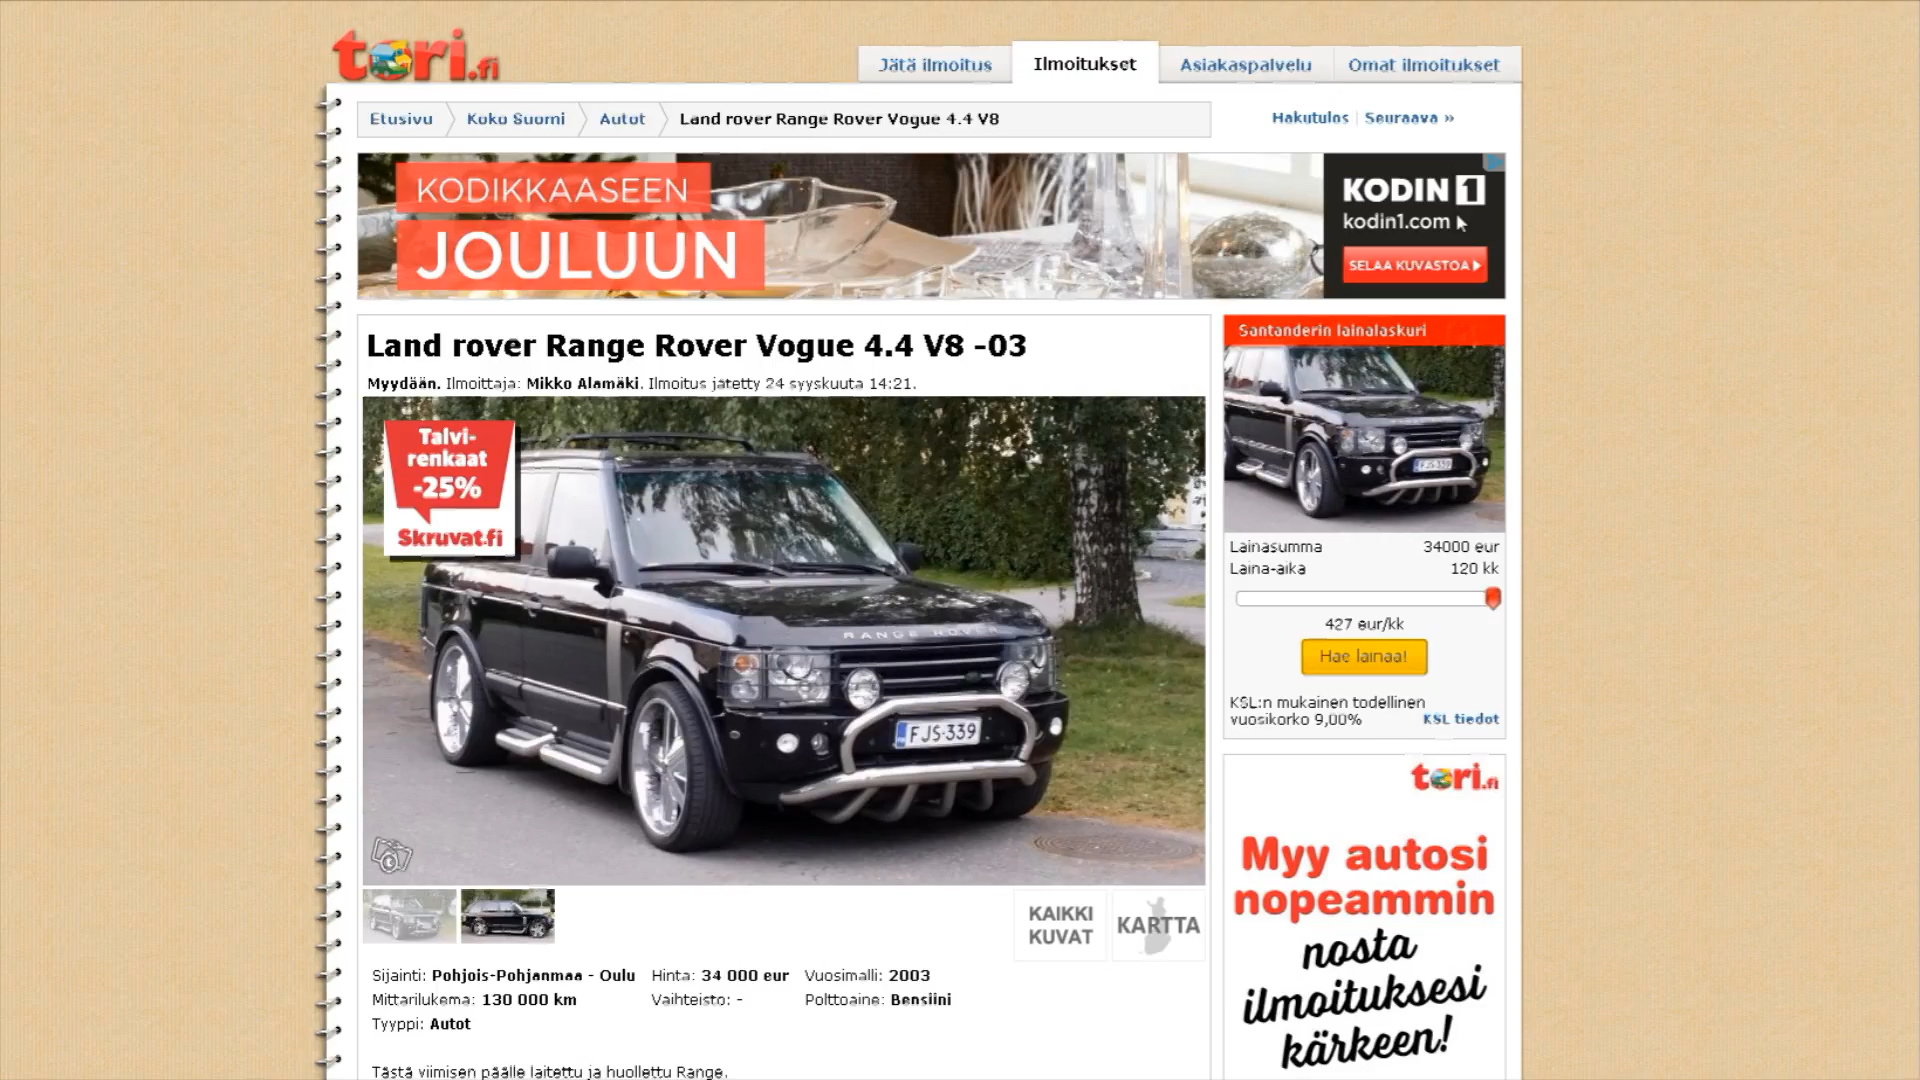 tori.fi
Jätä ilmoitus
Ilmoitukset
Asiakaspalvelu
Omat ilmoitukset
Etusivu
Koko Suomi
Autot
Land rover Range Rover Vogue 4.4 V8
Hakutulos | Seuraava »
KODIKKAASEEN
JOULUUN
KODIN 1
kodin1.com
SELAA KUVASTOA
Land rover Range Rover Vogue 4.4 V8 -03
Myydään. Ilmoittaja: Mikko Alamäki. Ilmoitus jätetty 24 syyskuuta 14:21.
Talvi-
renkaat
-25%
Skruvat.fi
RANGE ROVER
FJS-339
KAIKKI
KUVAT
KARTTA
Sijainti: Pohjois-Pohjanmaa - Oulu
Hinta: 34 000 eur
Vuosimalli: 2003
Mittarilukema: 130 000 km
Vaihteisto: -
Polttoaine: Bensiini
Tyyppi: Autot
Tästä viimisen päälle laitettu ja huollettu Range.
Santanderin lainalaskuri
FJS-339
Lainasumma 34000 eur
Laina-aika 120 kk
427 eur/kk
Hae lainaa!
KSL:n mukainen todellinen
vuosikorko 9,00% KSL tiedot
tori.fi
Myy autosi
nopeammin
nosta
ilmoituksesi
kärkeen!